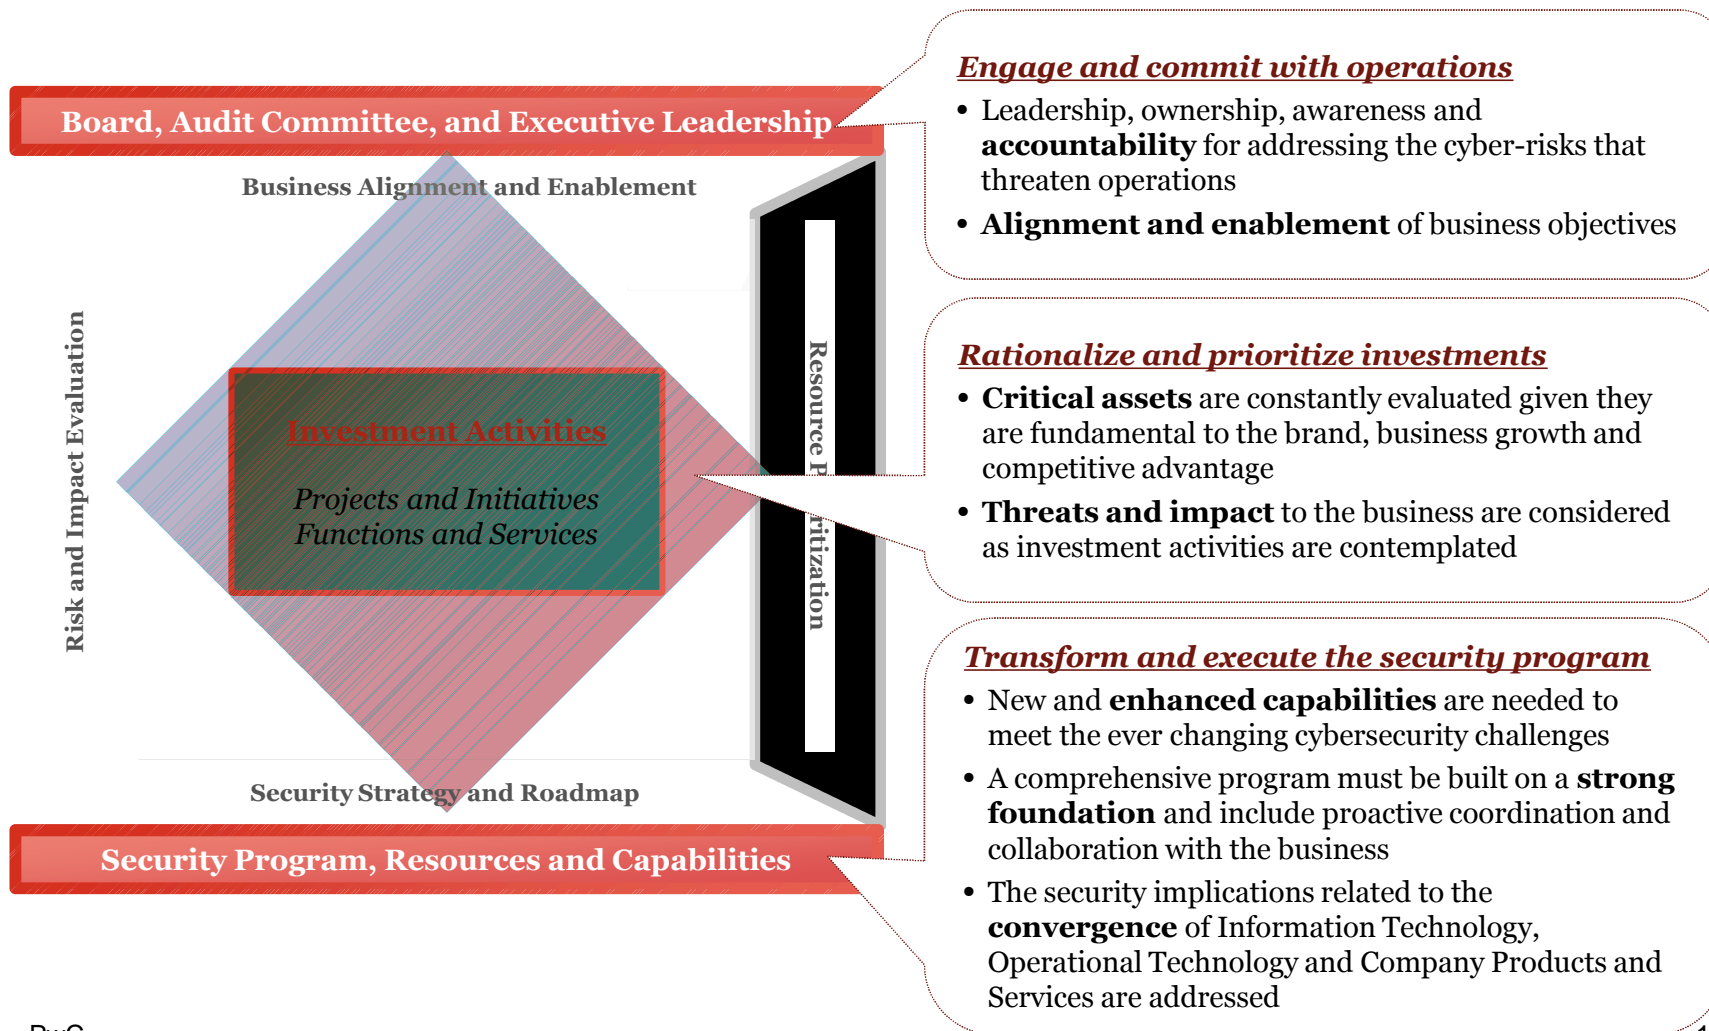 Board, Audit Committee, and Executive Leadership
Business Alignment and Enablement
Risk and Impact Evaluation
Investment Activities
Projects and Initiatives
Functions and Services
Resource P ritization
Security Strategy and Roadmap
Security Program, Resources and Capabilities
Engage and commit with operations
• Leadership, ownership, awareness and
accountability for addressing the cyber-risks that
threaten operations
• Alignment and enablement of business objectives
Rationalize and prioritize investments
• Critical assets are constantly evaluated given they
are fundamental to the brand, business growth and
competitive advantage
• Threats and impact to the business are considered
as investment activities are contemplated
Transform and execute the security program
• New and enhanced capabilities are needed to
meet the ever changing cybersecurity challenges
• A comprehensive program must be built on a strong
foundation and include proactive coordination and
collaboration with the business
• The security implications related to the
convergence of Information Technology,
Operational Technology and Company Products and
Services are addressed
PwC